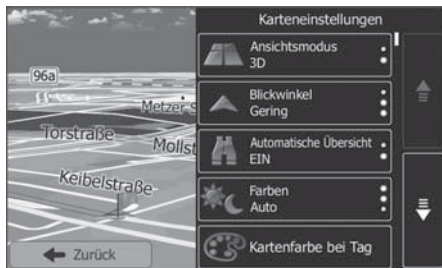 Karteneinstellungen
Ansichtsmodus
3D
96a
Blickwinkel
Gering
Metzer S
Torstraße
Mollst
Automatische Übersicht
EIN
Keibelstraße
Farben
Auto
Zurück
Kartenfarbe bei Tag